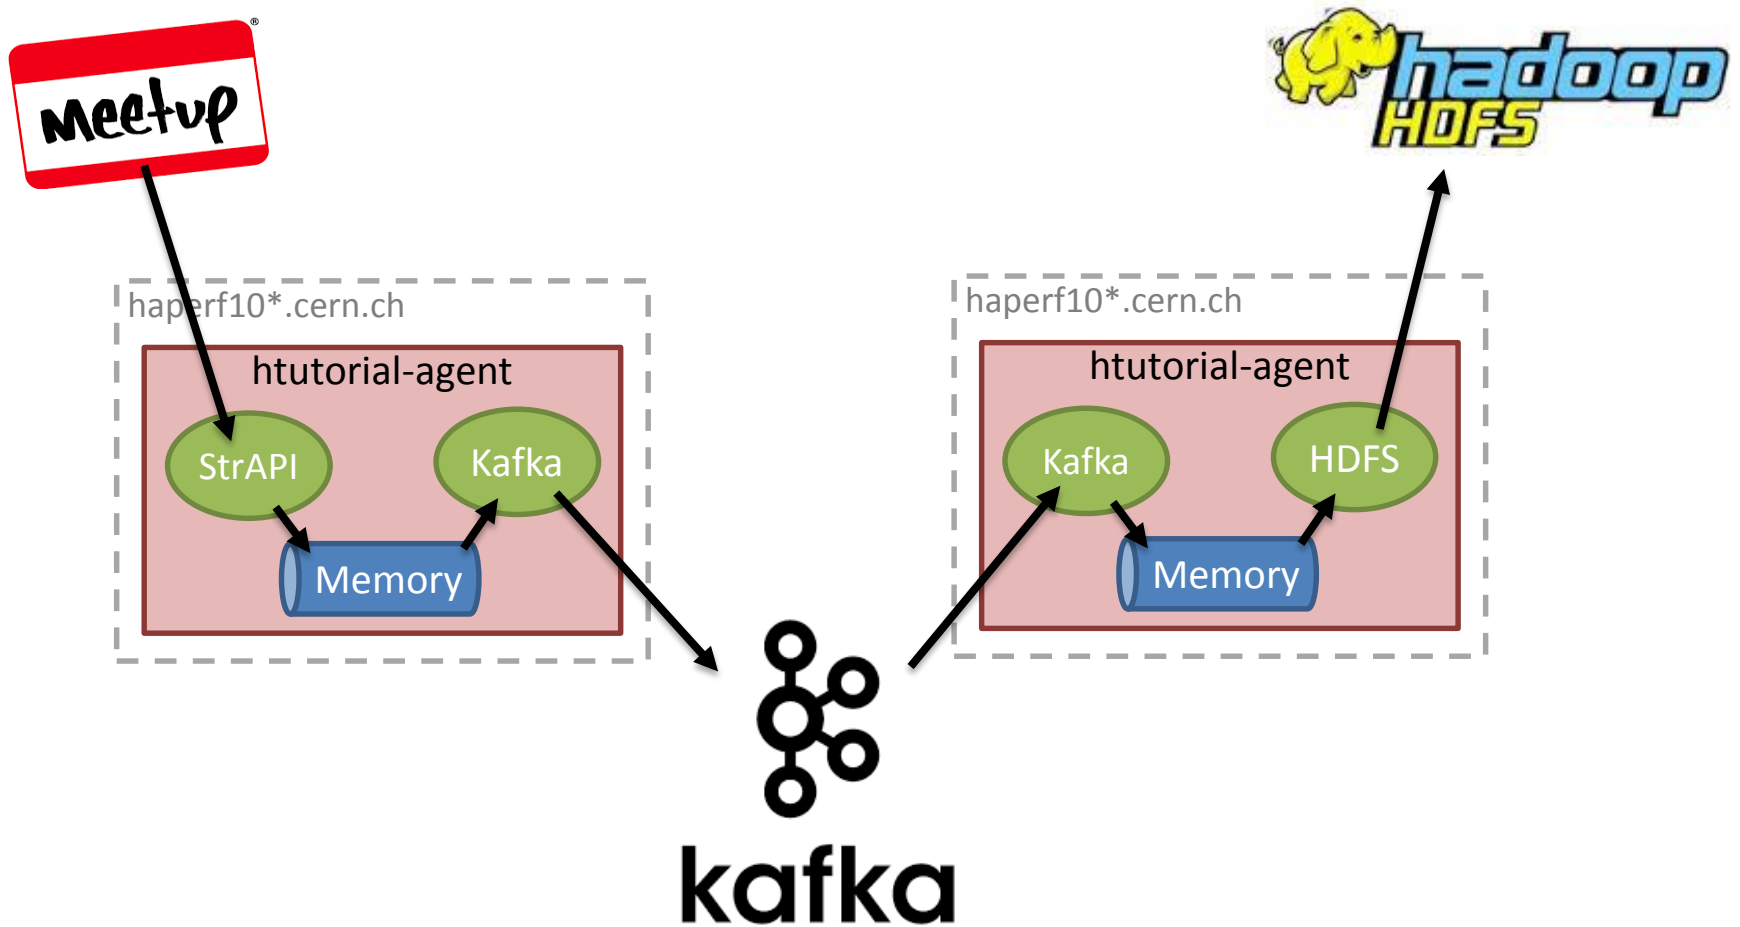 Meetup
®
hadoop
HDFS
haperf10*.cern.ch
htutorial-agent
StrAPI
Kafka
Memory
haperf10*.cern.ch
htutorial-agent
Kafka
HDFS
Memory
kafka